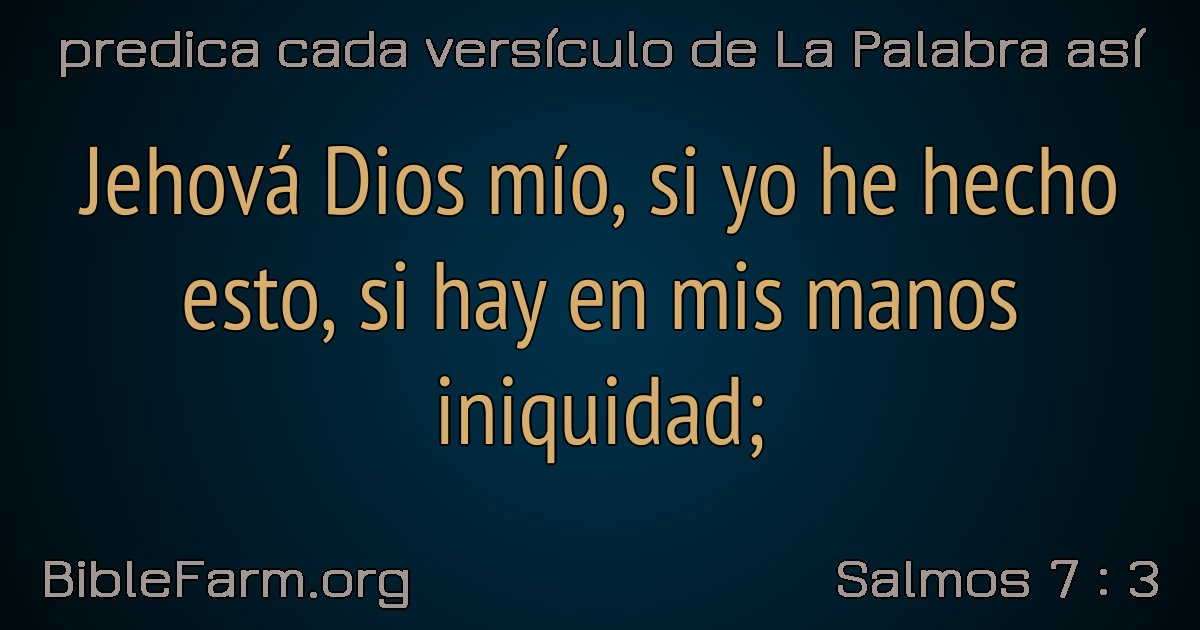 predica cada versículo de La Palabra así
Jehová Dios mío, si yo he hecho
esto, si hay en mis manos
iniquidad;
BibleFarm.org
Salmos 7 : 3